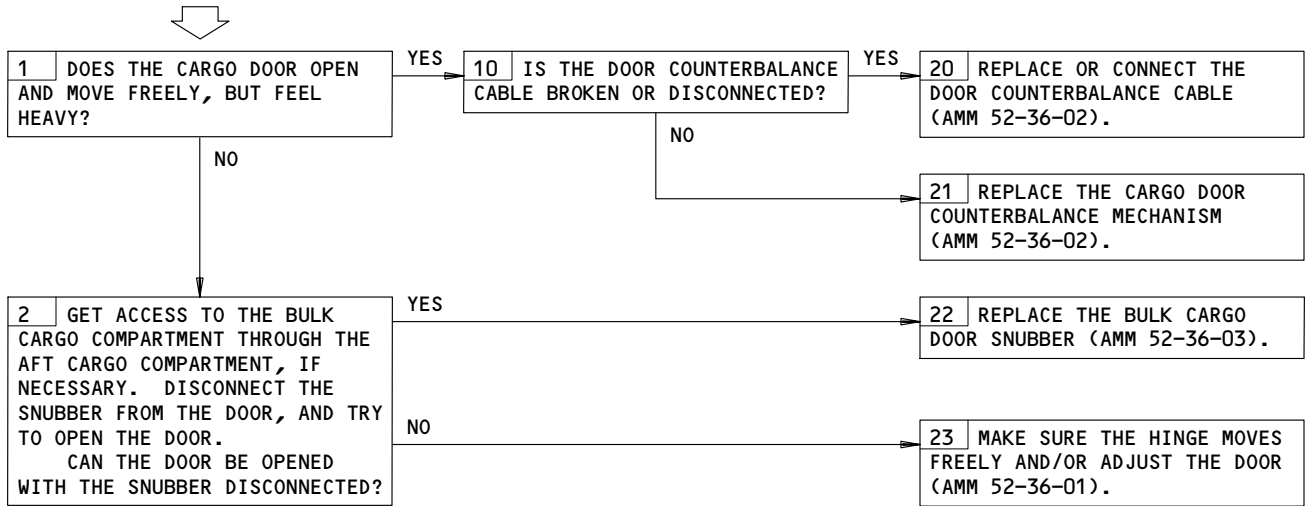 1 DOES THE CARGO DOOR OPEN
AND MOVE FREELY, BUT FEEL
HEAVY?
YES
10 IS THE DOOR COUNTERBALANCE
CABLE BROKEN OR DISCONNECTED?
YES
20 REPLACE OR CONNECT THE
DOOR COUNTERBALANCE CABLE
(AMM 52-36-02).
NO
NO
21 REPLACE THE CARGO DOOR
COUNTERBALANCE MECHANISM
(AMM 52-36-02).
2 GET ACCESS TO THE BULK
CARGO COMPARTMENT THROUGH THE
AFT CARGO COMPARTMENT, IF
NECESSARY. DISCONNECT THE
SNUBBER FROM THE DOOR, AND TRY
TO OPEN THE DOOR.
CAN THE DOOR BE OPENED
WITH THE SNUBBER DISCONNECTED?
YES
22 REPLACE THE BULK CARGO
DOOR SNUBBER (AMM 52-36-03).
NO
23 MAKE SURE THE HINGE MOVES
FREELY AND/OR ADJUST THE DOOR
(AMM 52-36-01).